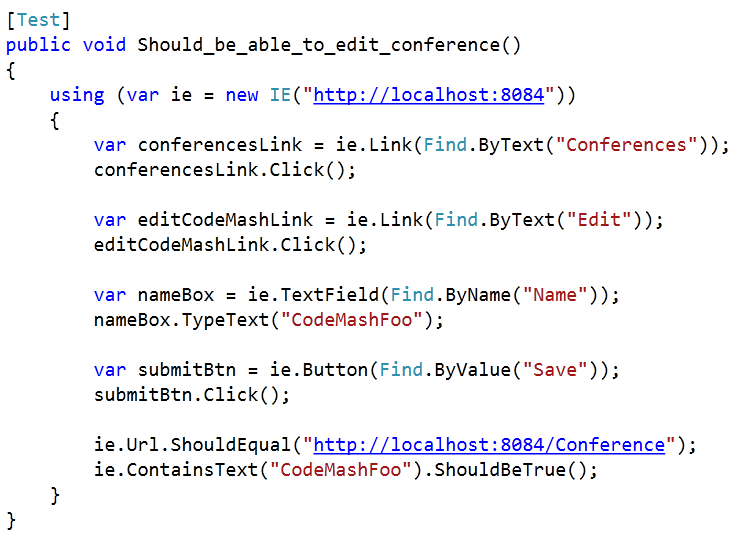 [Test]
public void Should_be_able_to_edit_conference()
{
    using (var ie = new IE("http://localhost:8084"))
    {
        var conferencesLink = ie.Link(Find.ByText("Conferences"));
        conferencesLink.Click();

        var editCodeMashLink = ie.Link(Find.ByText("Edit"));
        editCodeMashLink.Click();

        var nameBox = ie.TextField(Find.ByName("Name"));
        nameBox.TypeText("CodeMashFoo");

        var submitBtn = ie.Button(Find.ByValue("Save"));
        submitBtn.Click();

        ie.Url.ShouldEqual("http://localhost:8084/Conference");
        ie.ContainsText("CodeMashFoo").ShouldBeTrue();
    }
}